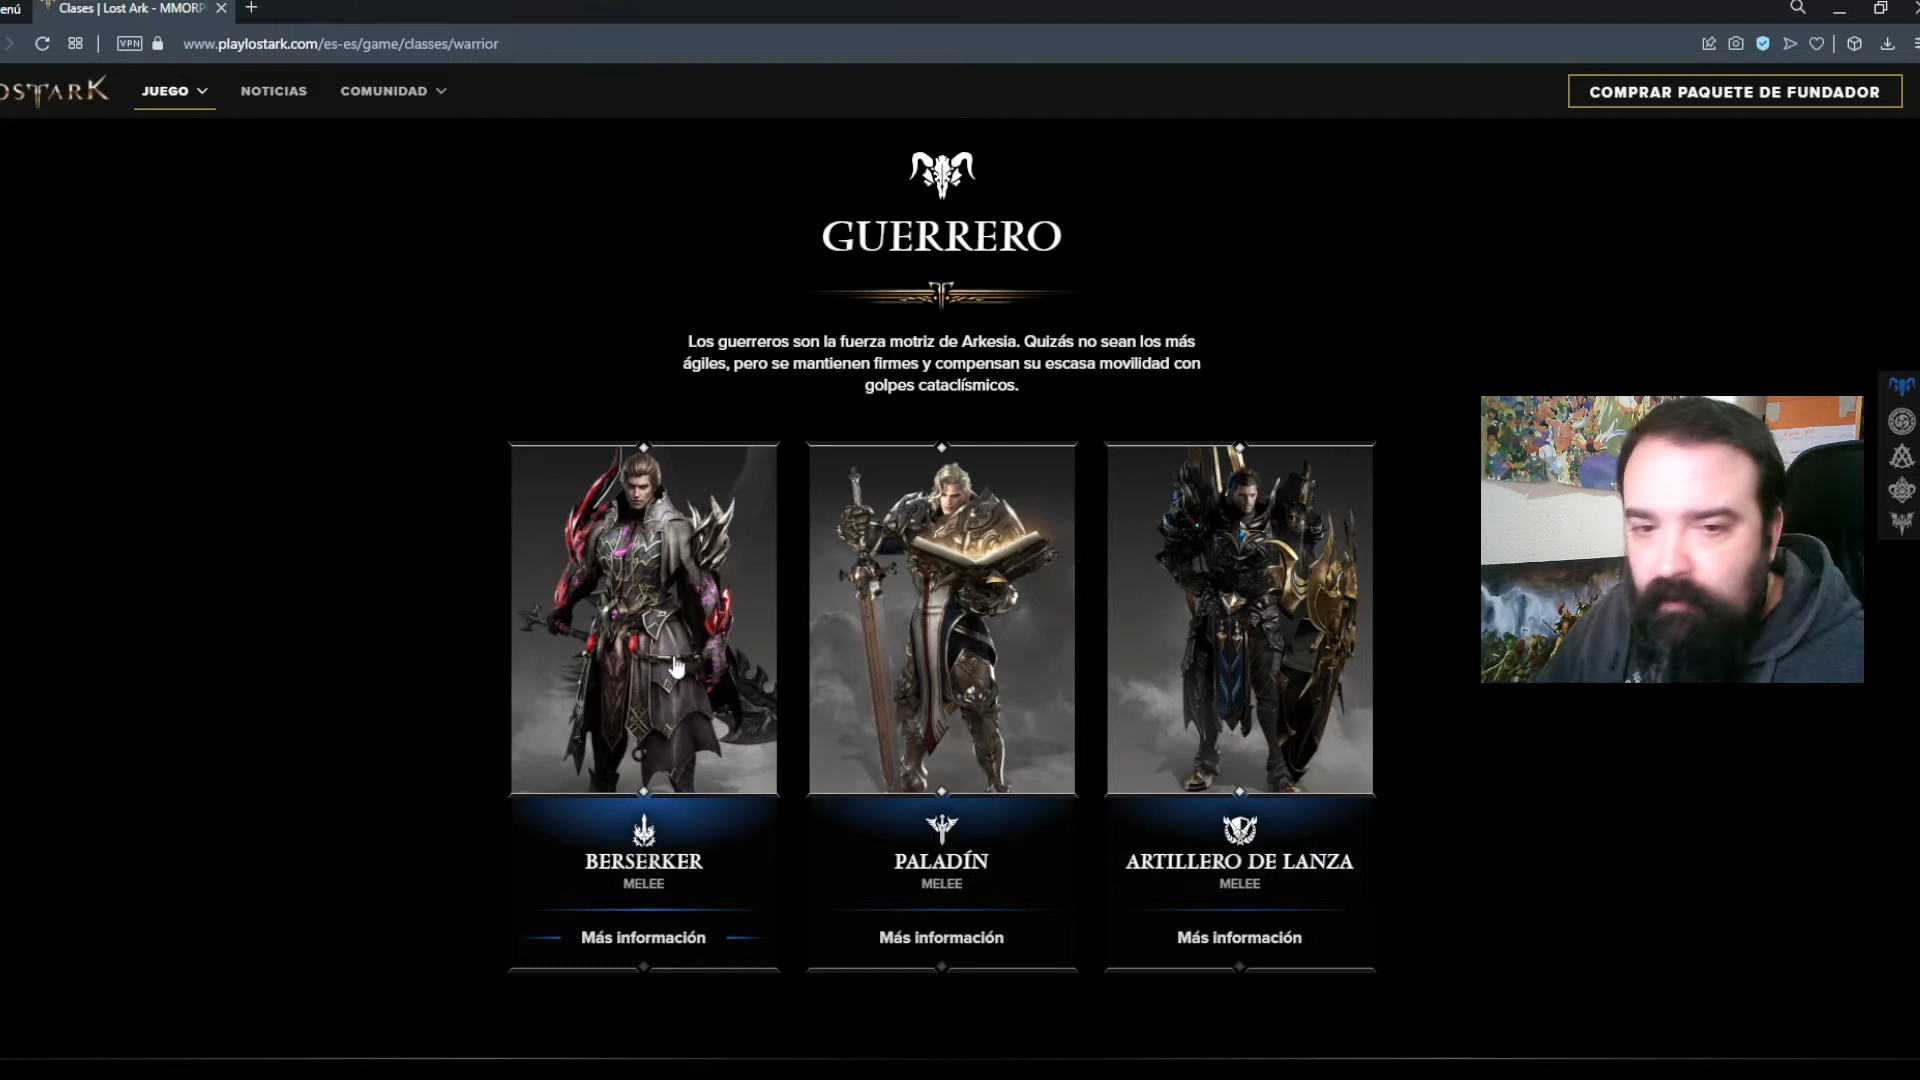 enú
Clases | Lost Ark - MMORP
VPN
www.playlostark.com/es-es/game/classes/warrior
OSTARK
JUEGO
NOTICIAS
COMUNIDAD
COMPRAR PAQUETE DE FUNDADOR
GUERRERO
Los guerreros son la fuerza motriz de Arkesia. Quizás no sean los más
ágiles, pero se mantienen firmes y compensan su escasa movilidad con
golpes cataclísmicos.
BERSERKER
MELEE
Más información
PALADÍN
MELEE
Más información
ARTILLERO DE LANZA
MELEE
Más información